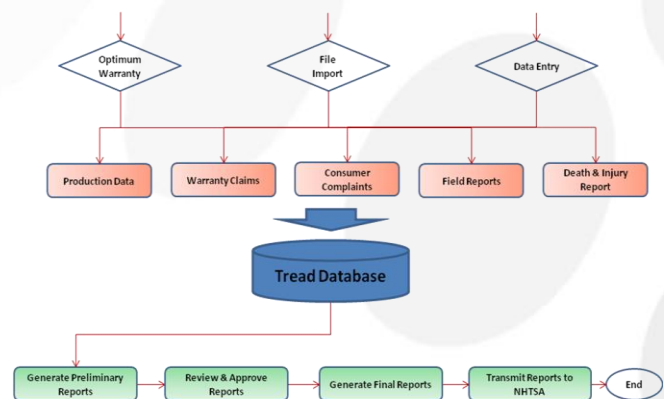 Optimum
Warranty
File
Import
Data Entry
Production Data
Warranty Claims
Consumer
Complaints
Field Reports
Death & Injury
Report
Tread Database
Generate Preliminary
Reports
Review & Approve
Reports
Generate Final Reports
Transmit Reports to
NHTSA
End